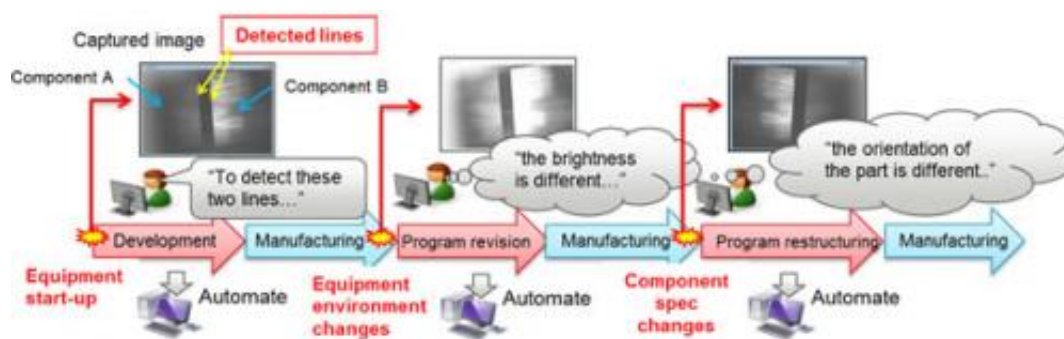 Captured image
Detected lines
Component A
Component B
"To detect these
two lines..."
"the brightness
is different..."
"the orientation of
the part is different.."
Development
Manufacturing
Program revision
Manufacturing
Program restructuring
Manufacturing
Equipment
start-up
Automate
Equipment
environment
changes
Automate
Component
spec
changes
Automate